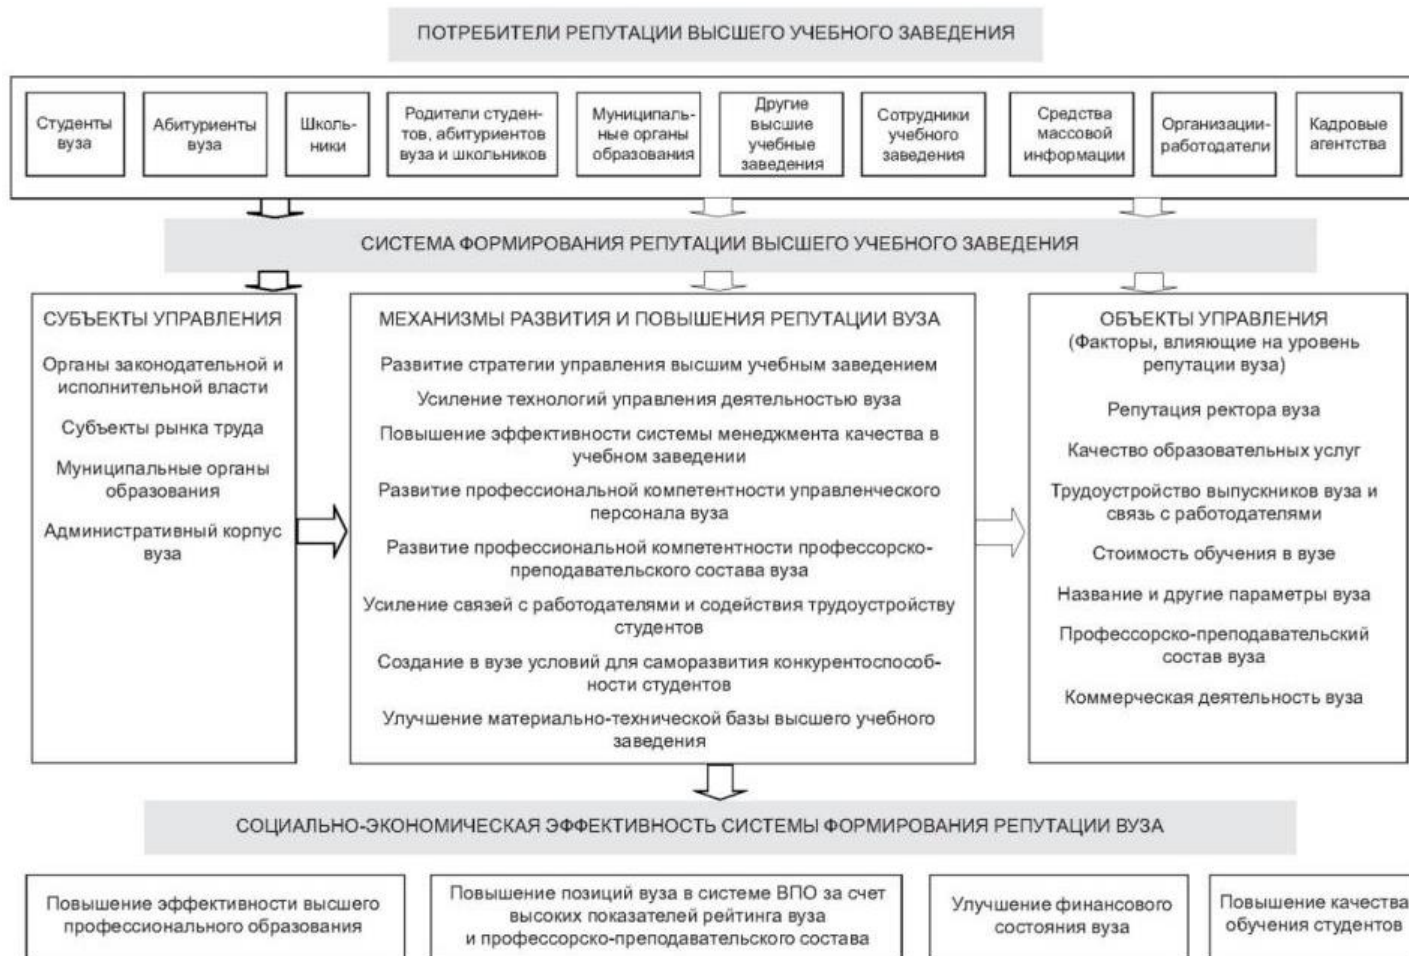 ПОТРЕБИТЕЛИ РЕПУТАЦИИ ВЫСШЕГО УЧЕБНОГО ЗАВЕДЕНИЯ
Студенты
вуза
Абитуриенты
вуза
Школь-
ники
Родители студен-
тов, абитуриентов
вуза и школьников
Муниципаль-
ные органы
образования
Другие
высшие
учебные
заведения
Сотрудники
учебного
заведения
Средства
массовой
информации
Организации-
работодатели
Кадровые
агентства
СИСТЕМА ФОРМИРОВАНИЯ РЕПУТАЦИИ ВЫСШЕГО УЧЕБНОГО ЗАВЕДЕНИЯ
СУБЪЕКТЫ УПРАВЛЕНИЯ
Органы законодательной и
исполнительной власти
Субъекты рынка труда
Муниципальные органы
образования
Административный корпус
вуза
МЕХАНИЗМЫ РАЗВИТИЯ И ПОВЫШЕНИЯ РЕПУТАЦИИ ВУЗА
Развитие стратегии управления высшим учебным заведением
Усиление технологий управления деятельностью вуза
Повышение эффективности системы менеджмента качества в
учебном заведении
Развитие профессиональной компетентности управленческого
персонала вуза
Развитие профессиональной компетентности профессорско-
преподавательского состава вуза
Усиление связей с работодателями и содействия трудоустройству
студентов
Создание в вузе условий для саморазвития конкурентоспособ-
ности студентов
Улучшение материально-технической базы высшего учебного
заведения
ОБЪЕКТЫ УПРАВЛЕНИЯ
(Факторы, влияющие на уровень
репутации вуза)
Репутация ректора вуза
Качество образовательных услуг
Трудоустройство выпускников вуза и
связь с работодателями
Стоимость обучения в вузе
Название и другие параметры вуза
Профессорско-преподавательский
состав вуза
Коммерческая деятельность вуза
СОЦИАЛЬНО-ЭКОНОМИЧЕСКАЯ ЭФФЕКТИВНОСТЬ СИСТЕМЫ ФОРМИРОВАНИЯ РЕПУТАЦИИ ВУЗА
Повышение эффективности высшего
профессионального образования
Повышение позиций вуза в системе ВПО за счет
высоких показателей рейтинга вуза
и профессорско-преподавательского состава
Улучшение финансового
состояния вуза
Повышение качества
обучения студентов